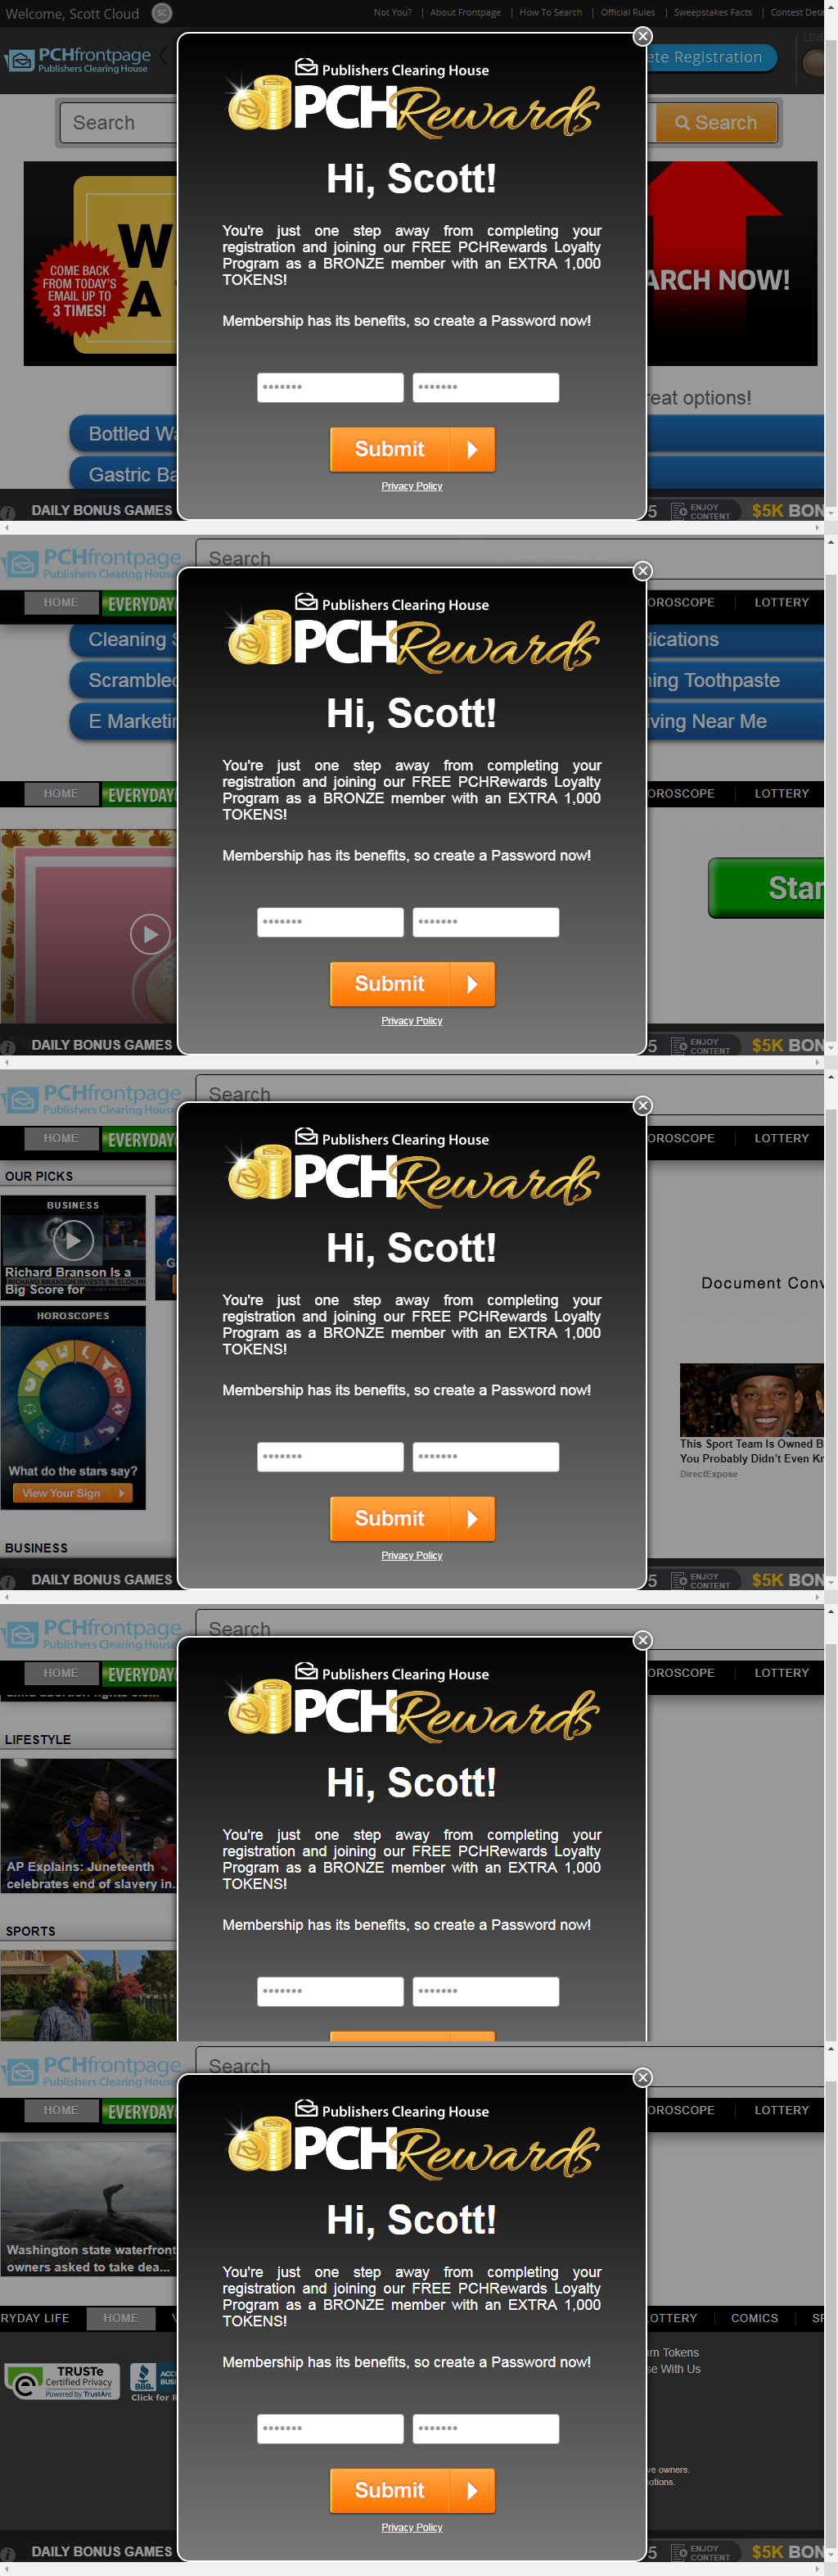 Welcome, Scott Cloud
SC
Not You?
About Frontpage
How To Search
Official Rules
Sweepstakes Facts
Contest Deta
PCHfrontpage
Publishers Clearing House
ete Registration
LEVE
Search
Search
COME BACK
FROM TODAY'S
EMAIL UP TO
3 TIMES!
W
A
ARCH NOW!
Publishers Clearing House
PCHRewards
Hi, Scott!
You're just one step away from completing your
registration and joining our FREE PCHRewards Loyalty
Program as a BRONZE member with an EXTRA 1,000
TOKENS!
Membership has its benefits, so create a Password now!
Submit
Privacy Policy
reat options!
Bottled Wa
Gastric Ba
DAILY BONUS GAMES
5
ENJOY
CONTENT
$5K BON
PCHfrontpage
Publishers Clearing House
Search
HOME
EVERYDAY
OROSCOPE
LOTTERY
Cleaning S
dications
Scrambled
ning Toothpaste
E Marketin
iving Near Me
HOME
EVERYDAY
OROSCOPE
LOTTERY
Star
Publishers Clearing House
PCHRewards
Hi, Scott!
You're just one step away from completing your
registration and joining our FREE PCHRewards Loyalty
Program as a BRONZE member with an EXTRA 1,000
TOKENS!
Membership has its benefits, so create a Password now!
Submit
Privacy Policy
DAILY BONUS GAMES
5
ENJOY
CONTENT
$5K BON
PCHfrontpage
Publishers Clearing House
Search
HOME
EVERYDAY
OROSCOPE
LOTTERY
OUR PICKS
BUSINESS
RICHARD BRANSON INVESTS IN ELON M
Richard Branson Is a
Big Score for
G
HOROSCOPES
What do the stars say?
View Your Sign
BUSINESS
Document Conv
This Sport Team Is Owned B
You Probably Didn't Even Kn
DirectExpose
Publishers Clearing House
PCHRewards
Hi, Scott!
You're just one step away from completing your
registration and joining our FREE PCHRewards Loyalty
Program as a BRONZE member with an EXTRA 1,000
TOKENS!
Membership has its benefits, so create a Password now!
Submit
Privacy Policy
DAILY BONUS GAMES
5
ENJOY
CONTENT
$5K BON
PCHfrontpage
Publishers Clearing House
Search
HOME
EVERYDAY
OROSCOPE
LOTTERY
LIFESTYLE
AP Explains: Juneteenth
celebrates end of slavery in...
SPORTS
Publishers Clearing House
PCHRewards
Hi, Scott!
You're just one step away from completing your
registration and joining our FREE PCHRewards Loyalty
Program as a BRONZE member with an EXTRA 1,000
TOKENS!
Membership has its benefits, so create a Password now!
PCHfrontpage
Publishers Clearing House
Search
HOME
EVERYDAY
OROSCOPE
LOTTERY
Washington state waterfront
owners asked to take dea...
RYDAY LIFE
HOME
V
LOTTERY
COMICS
SP
TRUSTe
Certified Privacy
Powered by TrustArc
BBB
ACC
BUS
Click for R
rn Tokens
se With Us
ve owners.
otions.
Publishers Clearing House
PCHRewards
Hi, Scott!
You're just one step away from completing your
registration and joining our FREE PCHRewards Loyalty
Program as a BRONZE member with an EXTRA 1,000
TOKENS!
Membership has its benefits, so create a Password now!
Submit
Privacy Policy
DAILY BONUS GAMES
5
ENJOY
CONTENT
$5K BON